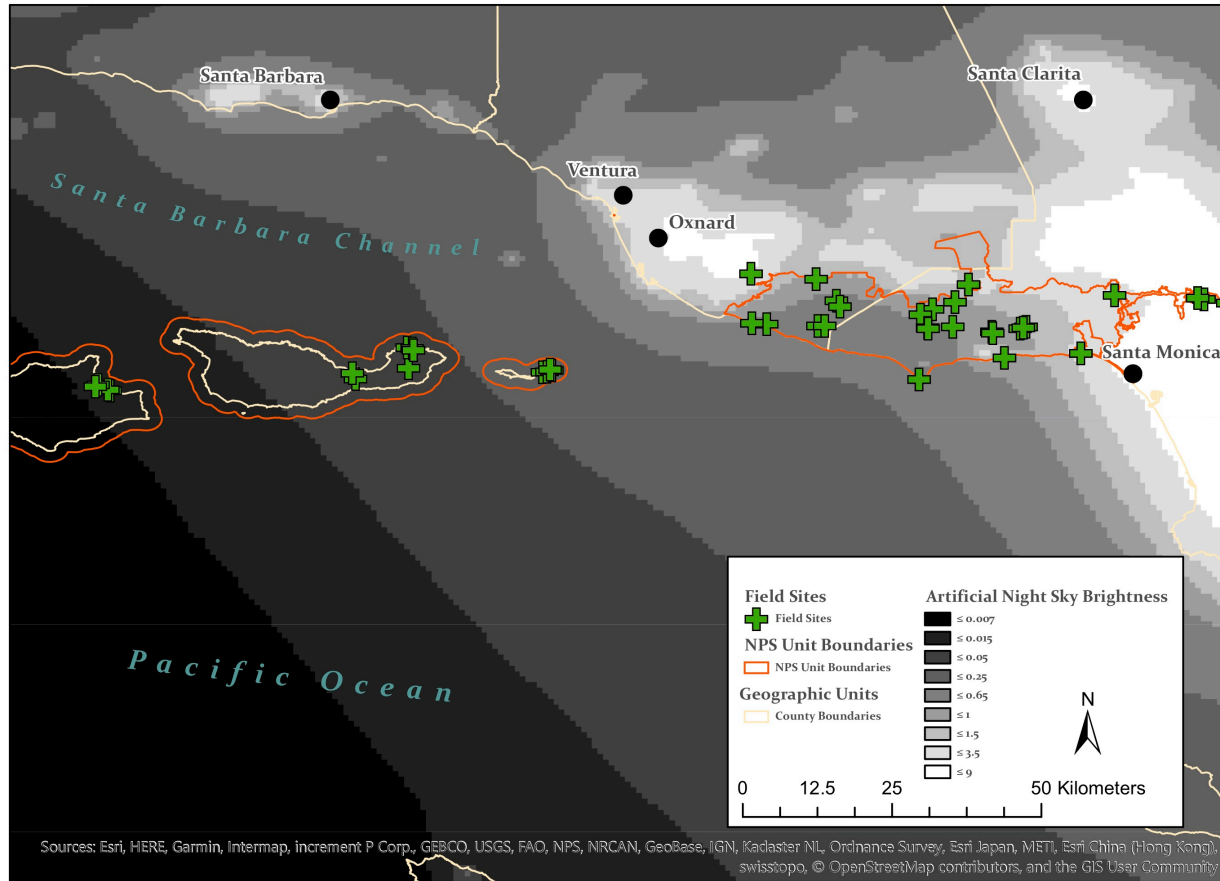 Santa Barbara
Santa Clarita
Ventura
Santa Barbara Channel
Oxnard
Santa Monica
Pacific Ocean
Field Sites
Field Sites
NPS Unit Boundaries
NPS Unit Boundaries
Geographic Units
County Boundaries
Artificial Night Sky Brightness
≤ 0.007
≤ 0.015
≤ 0.05
≤ 0.25
≤ 0.65
≤ 1
≤ 1.5
≤ 3.5
≤ 9
N
0 12.5 25 50 Kilometers
Sources: Esri, HERE, Garmin, Intermap, increment P Corp., GEBCO, USGS, FAO, NPS, NRCAN, GeoBase, IGN, Kadaster NL, Ordnance Survey, Esri Japan, METI, Esri China (Hong Kong),
swisstopo, © OpenStreetMap contributors, and the GIS User Community